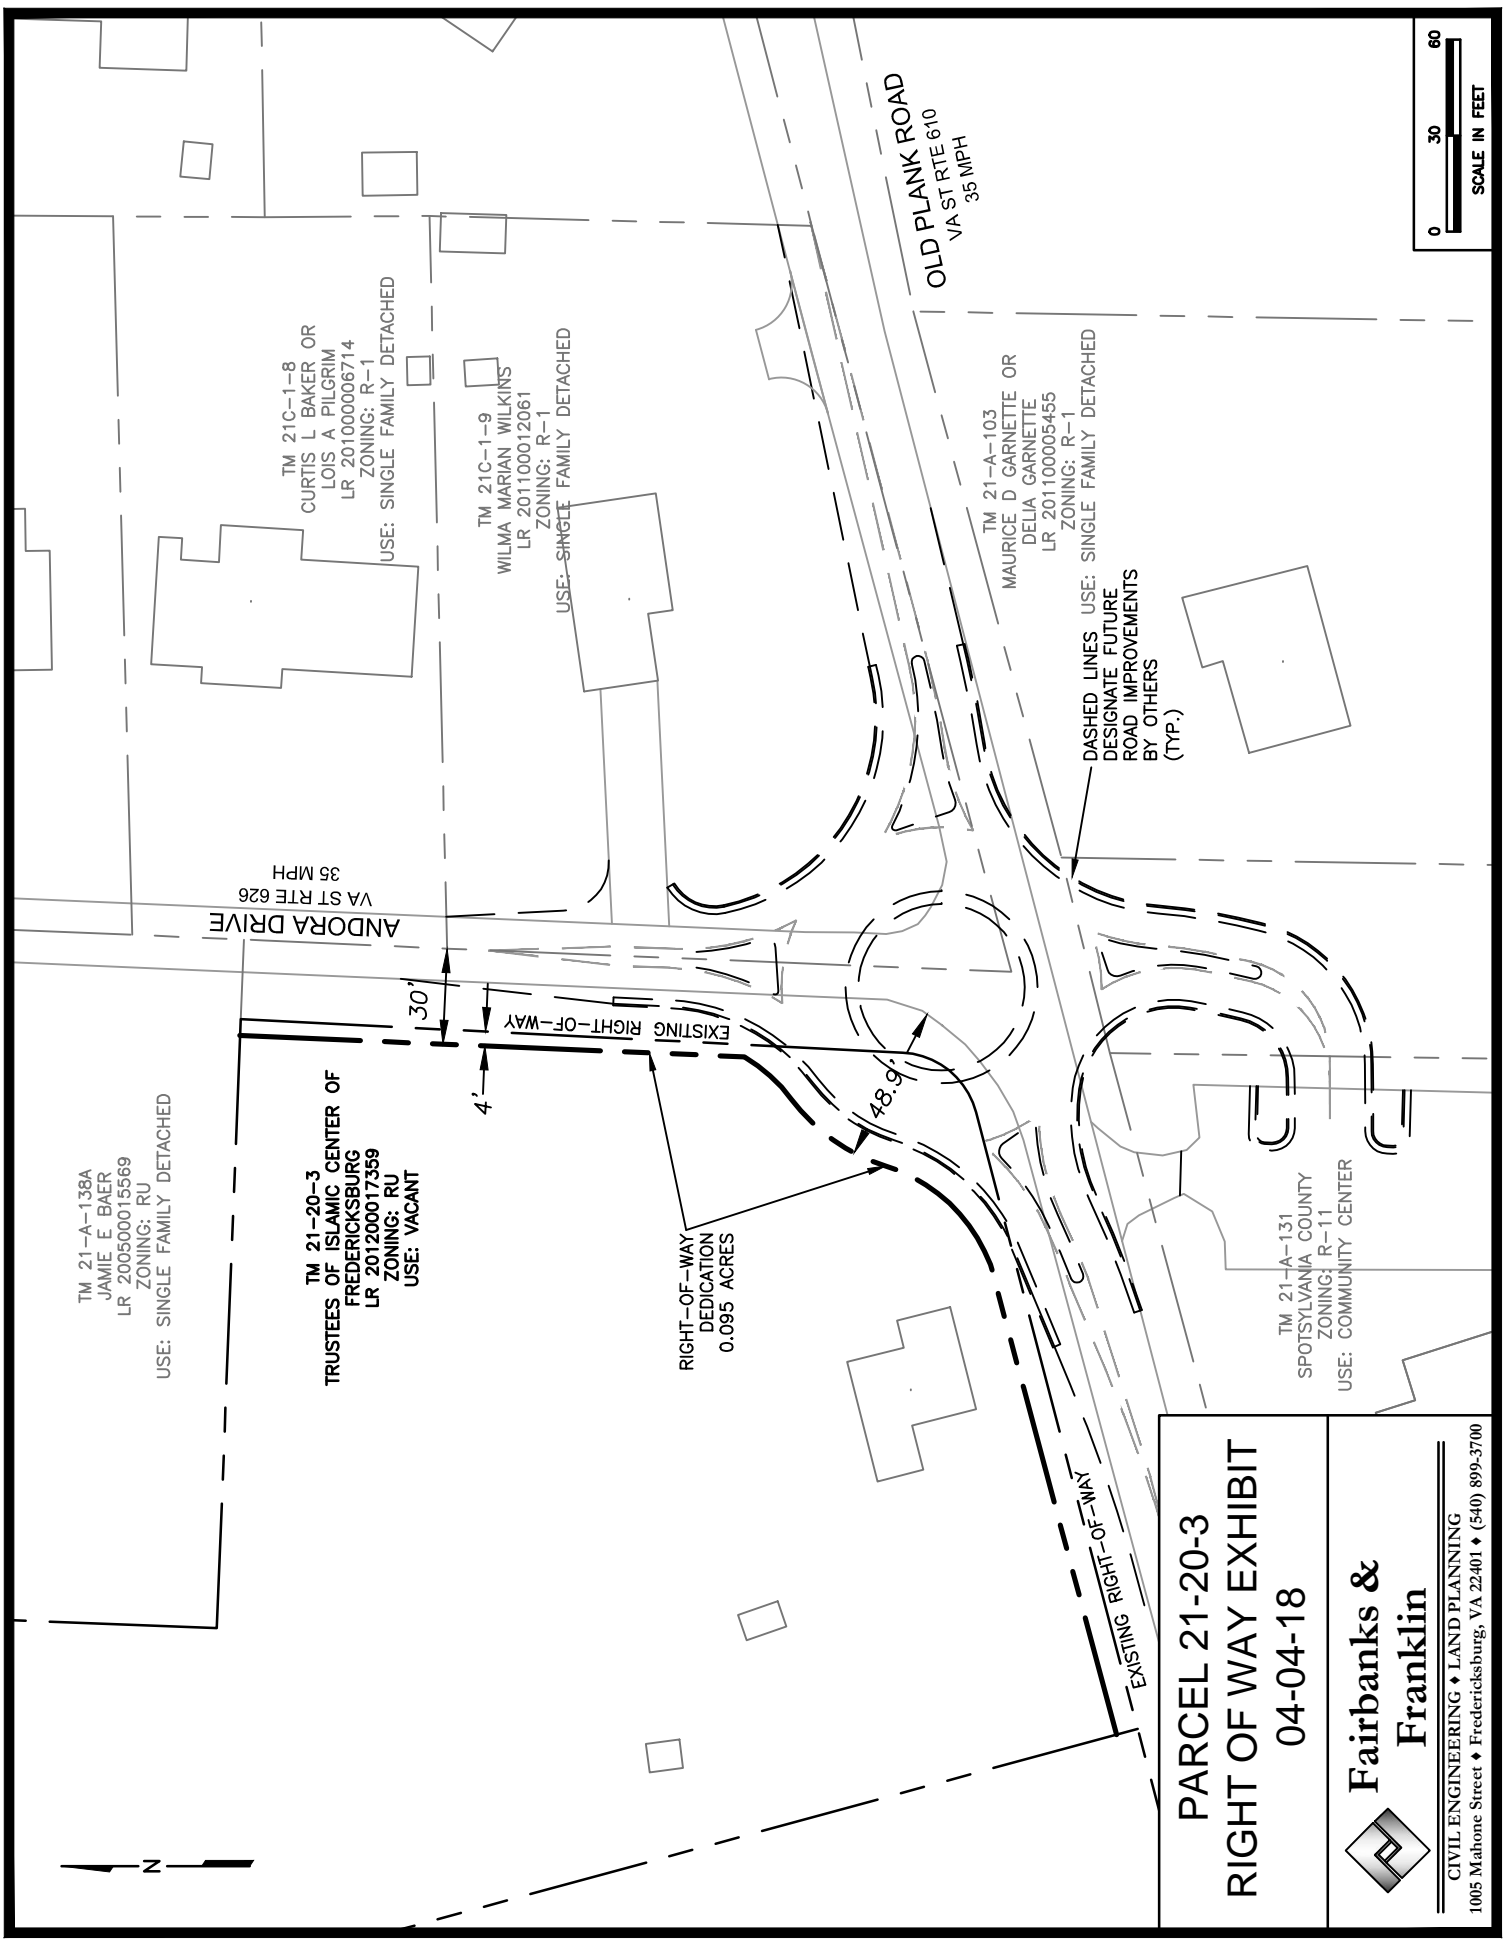 TM 21-A-138A
JAMIE E BAER
LR 200500015569
ZONING: RU
USE: SINGLE FAMILY DETACHED
ANDORA DRIVE
VA ST RTE 626
35 MPH
TM 21C-1-8
CURTIS L BAKER OR
LOIS A PILGRIM
LR 201000006714
ZONING: R-1
USE: SINGLE FAMILY DETACHED
TM 21-20-3
TRUSTEES OF ISLAMIC CENTER OF
FREDERICKSBURG
LR 201200017359
ZONING: RU
USE: VACANT
30'
4'
EXISTING RIGHT-OF-WAY
TM 21C-1-9
WILMA MARIAN WILKINS
LR 201100012061
ZONING: R-1
USE: SINGLE FAMILY DETACHED
RIGHT-OF-WAY
DEDICATION
0.095 ACRES
48.9'
OLD PLANK ROAD
VA ST RTE 610
35 MPH
TM 21-A-103
MAURICE D GARNETTE OR
DELIA GARNETTE
LR 201100005455
ZONING: R-1
USE: SINGLE FAMILY DETACHED
DASHED LINES
DESIGNATE FUTURE
ROAD IMPROVEMENTS
BY OTHERS
(TYP.)
EXISTING RIGHT-OF-WAY
TM 21-A-131
SPOTSYLVANIA COUNTY
ZONING: R-11
USE: COMMUNITY CENTER
N
PARCEL 21-20-3
RIGHT OF WAY EXHIBIT
04-04-18
Fairbanks &
Franklin
CIVIL ENGINEERING ♦ LAND PLANNING
1005 Mahone Street ♦ Fredericksburg, VA 22401 ♦ (540) 899-3700
0 30 60
SCALE IN FEET